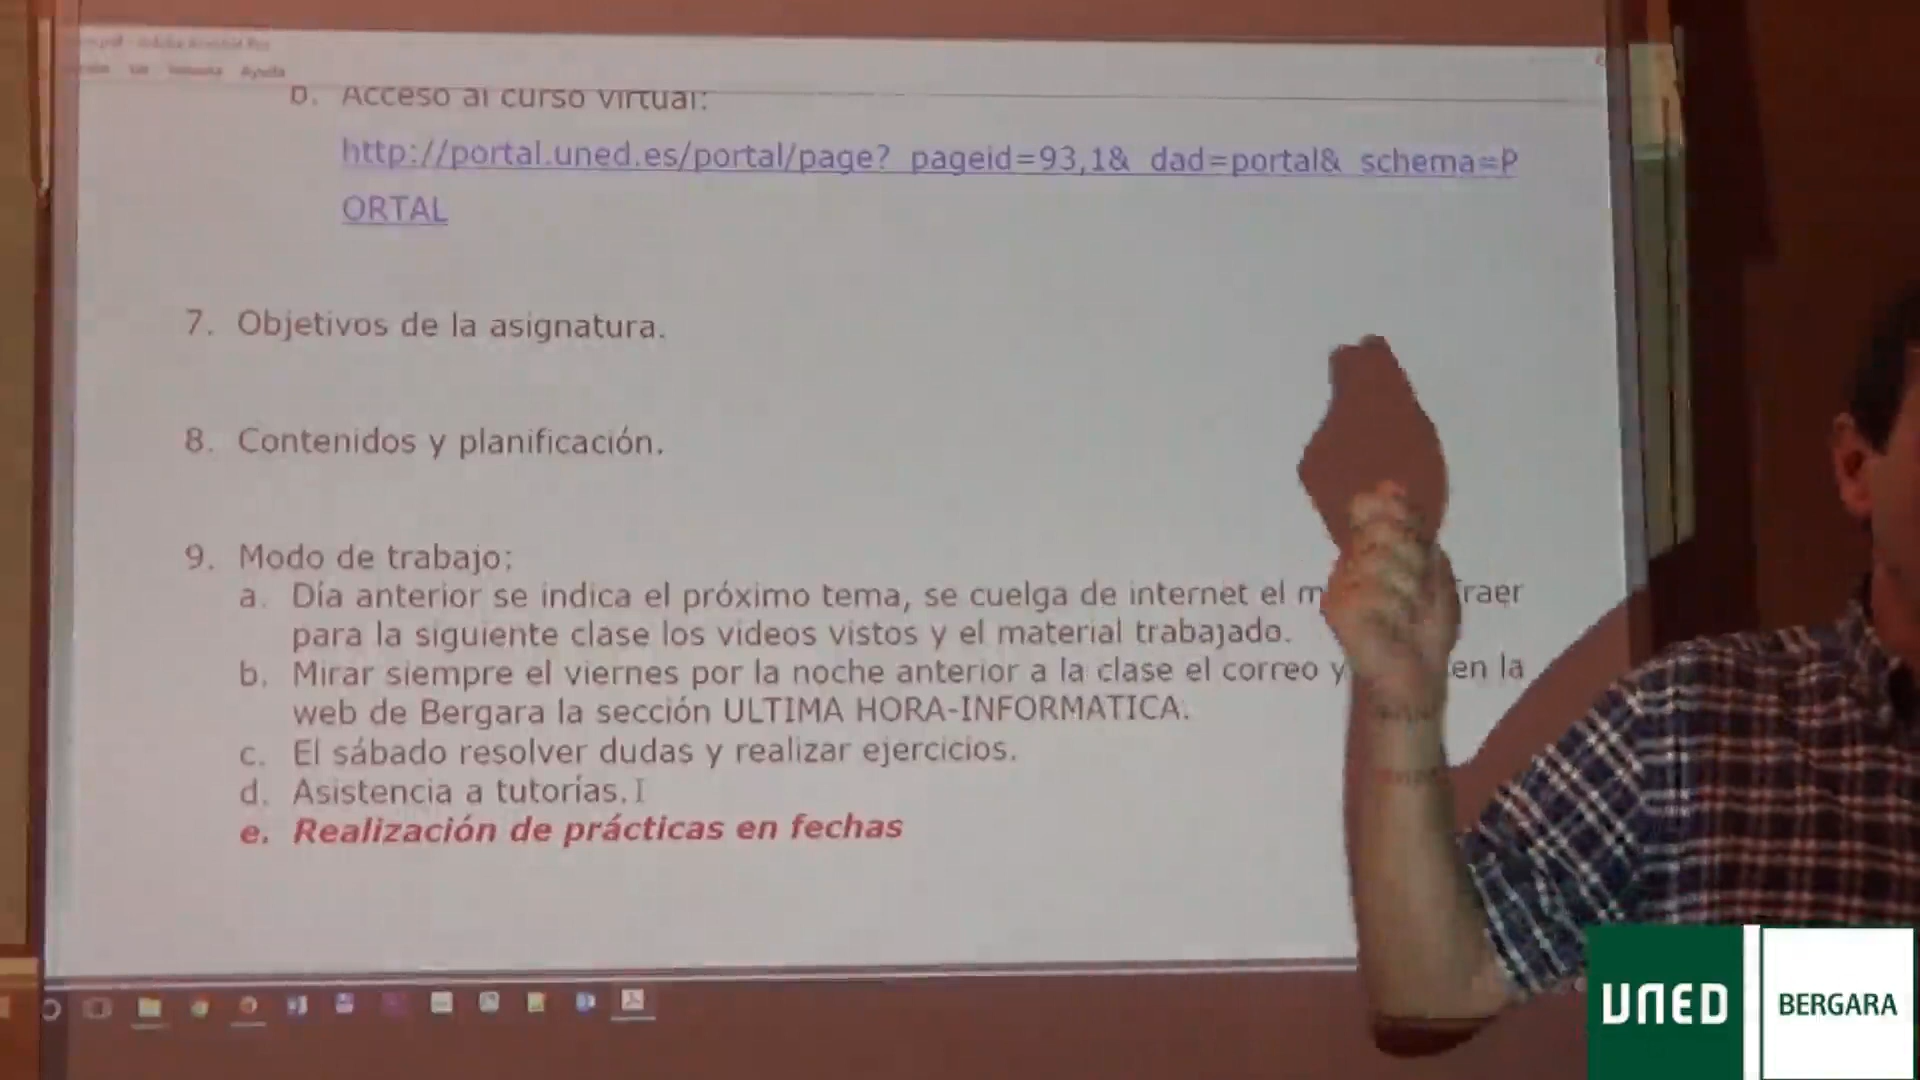 Ayuda
b. Acceso al curso virtual:
http://portal.uned.es/portal/page?_pageid=93,1&_dad=portal&_schema=P
ORTAL
7. Objetivos de la asignatura.
8. Contenidos y planificación.
9. Modo de trabajo:
a. Día anterior se indica el próximo tema, se cuelga de internet el
para la siguiente clase los videos vistos y el material trabajado.
b. Mirar siempre el viernes por la noche anterior a la clase el correo y en la
web de Bergara la sección ULTIMA HORA-INFORMATICA.
c. El sábado resolver dudas y realizar ejercicios.
d. Asistencia a tutorías.
e. Realización de prácticas en fechas
UNED BERGARA